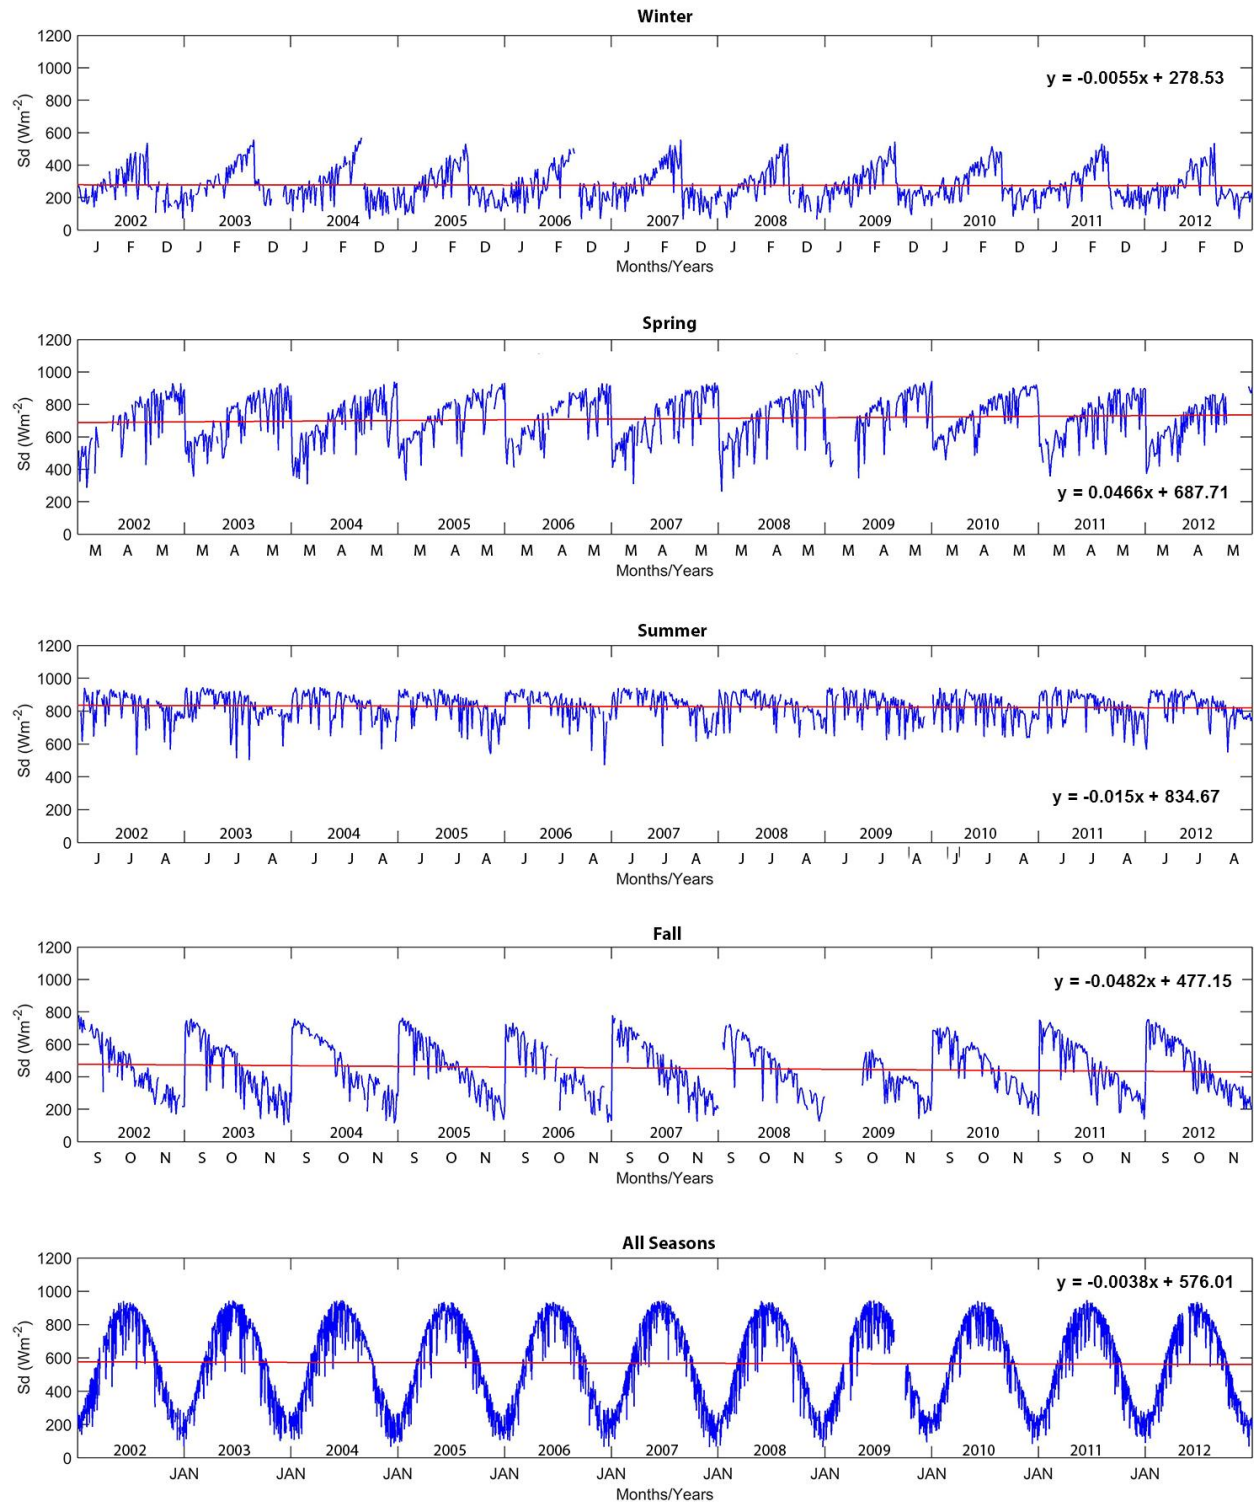 Winter
1200
1000
800
600
400
200
0
Sd (Wm-2)
y = -0.0055x + 278.53
2002 2003 2004 2005 2006 2007 2008 2009 2010 2011 2012
J F D J F D J F D J F D J F D J F D J F D J F D J F D J F D J F D
Months/Years
Spring
1200
1000
800
600
400
200
0
Sd (Wm-2)
y = 0.0466x + 687.71
2002 2003 2004 2005 2006 2007 2008 2009 2010 2011 2012
M A M M A M M A M M A M M A M M A M M A M M A M M A M M A M M A M
Months/Years
Summer
1200
1000
800
600
400
200
0
Sd (Wm-2)
y = -0.015x + 834.67
2002 2003 2004 2005 2006 2007 2008 2009 2010 2011 2012
J J A J J A J J A J J A J J A J J A J J A J J A J J A J J A J J A
Months/Years
Fall
1200
1000
800
600
400
200
0
Sd (Wm-2)
y = -0.0482x + 477.15
2002 2003 2004 2005 2006 2007 2008 2009 2010 2011 2012
S O N S O N S O N S O N S O N S O N S O N S O N S O N S O N S O N
Months/Years
All Seasons
1200
1000
800
600
400
200
0
Sd (Wm-2)
y = -0.0038x + 576.01
2002 2003 2004 2005 2006 2007 2008 2009 2010 2011 2012
JAN JAN JAN JAN JAN JAN JAN JAN JAN JAN
Months/Years